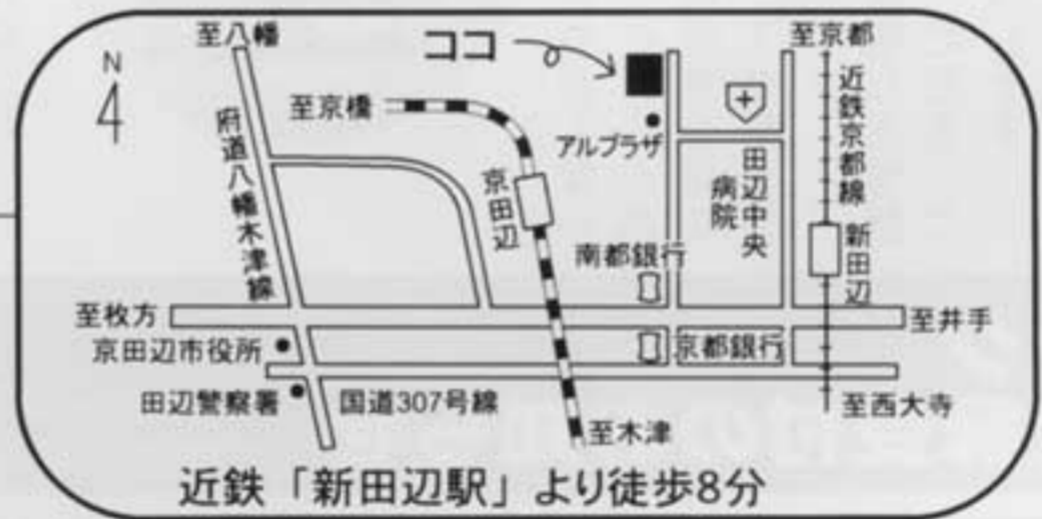 至八幡
ココ
至京都
N
至京橋
近鉄京都線
府道八幡木津線
アルプラザ
田辺中央
病院
京田辺
新田辺
南都銀行
至枚方
至井手
京田辺市役所
京都銀行
田辺警察署
国道307号線
至西大寺
至木津
近鉄「新田辺駅」より徒歩8分